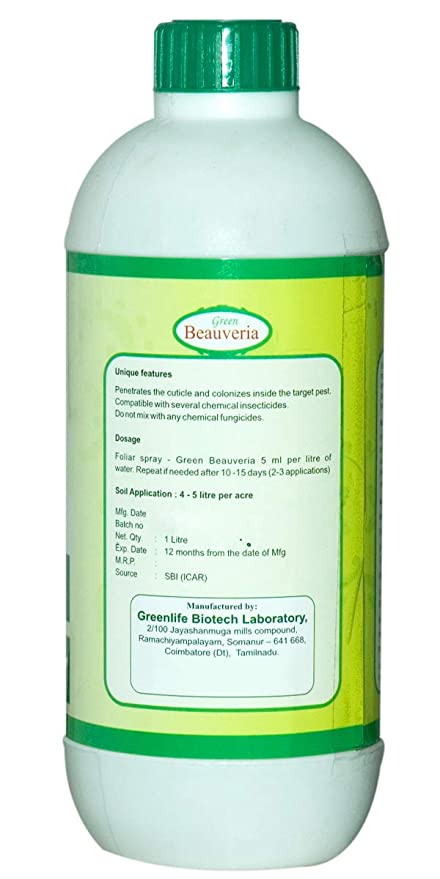 Green
Beauveria
Unique features
Penetrates the cuticle and colonizes inside the target pest.
Compatible with several chemical insecticides.
Do not mix with any chemical fungicides.
Dosage
Foliar spray - Green Beauveria 5 ml per litre of
water. Repeat if needed after 10 -15 days (2-3 applications)
Soil Application : 4 - 5 litre per acre
Mfg. Date
Batch no
Net. Qty. : 1 Litre
Exp. Date : 12 months from the date of Mfg
M.R.P. :
Source : SBI (ICAR)
Manufactured by:
Greenlife Biotech Laboratory,
2/100 Jayashanmuga mills compound,
Ramachiyampalayam, Somanur – 641 668,
Coimbatore (Dt), Tamilnadu.